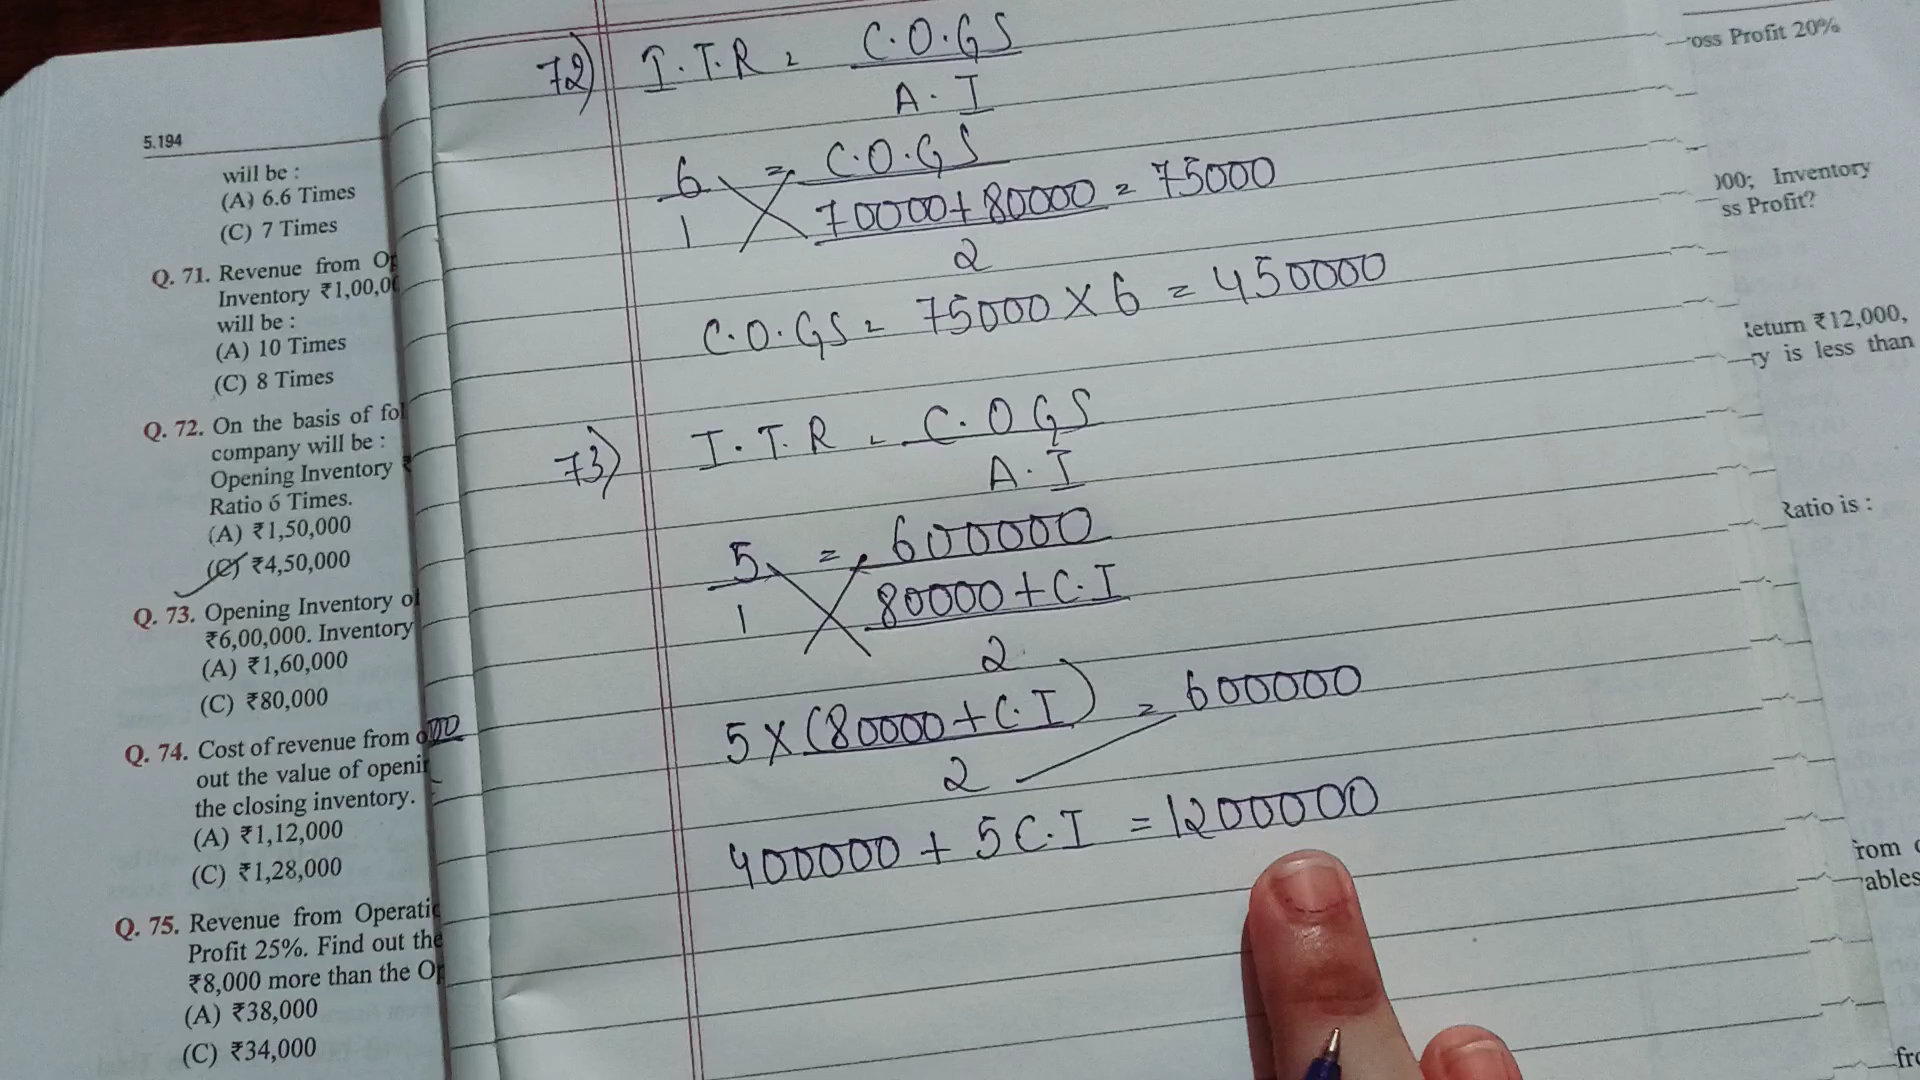 5.194
will be :
(A) 6.6 Times
(C) 7 Times
Q. 71. Revenue from
Inventory ₹1,00,0
will be :
(A) 10 Times
(C) 8 Times
Q. 72. On the basis of
company will be :
Opening Inventory
Ratio 6 Times.
(A) ₹1,50,000
(C) ₹4,50,000
Q. 73. Opening Inventory
₹6,00,000. Inventory
(A) ₹1,60,000
(C) ₹80,000
Q. 74. Cost of revenue from
out the value of
the closing inventory.
(A) ₹1,12,000
(C) ₹1,28,000
Q. 75. Revenue from
Profit 25%. Find out the
₹8,000 more than the
(A) ₹38,000
(C) ₹34,000
72) I.T.R = C.O.GS
A.I
6 = C.O.GS
1 70000+80000 = 75000
2
C.O.GS = 75000 X 6 = 450000
73) I.T.R = C.OGS
A.I
5 = 600000
1 80000+C.I
2
5X(80000+C.I) = 600000
2
400000 + 5C.I = 1200000
oss Profit 20%
)00; Inventory
ss Profit?
eturn ₹12,000,
ry is less than
Ratio is :
rom
ables